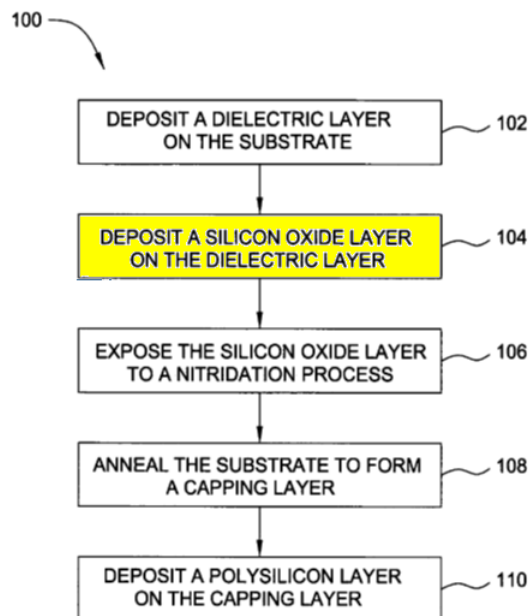 100
DEPOSIT A DIELECTRIC LAYER
ON THE SUBSTRATE
102
DEPOSIT A SILICON OXIDE LAYER
ON THE DIELECTRIC LAYER
104
EXPOSE THE SILICON OXIDE LAYER
TO A NITRIDATION PROCESS
106
ANNEAL THE SUBSTRATE TO FORM
A CAPPING LAYER
108
DEPOSIT A POLYSILICON LAYER
ON THE CAPPING LAYER
110